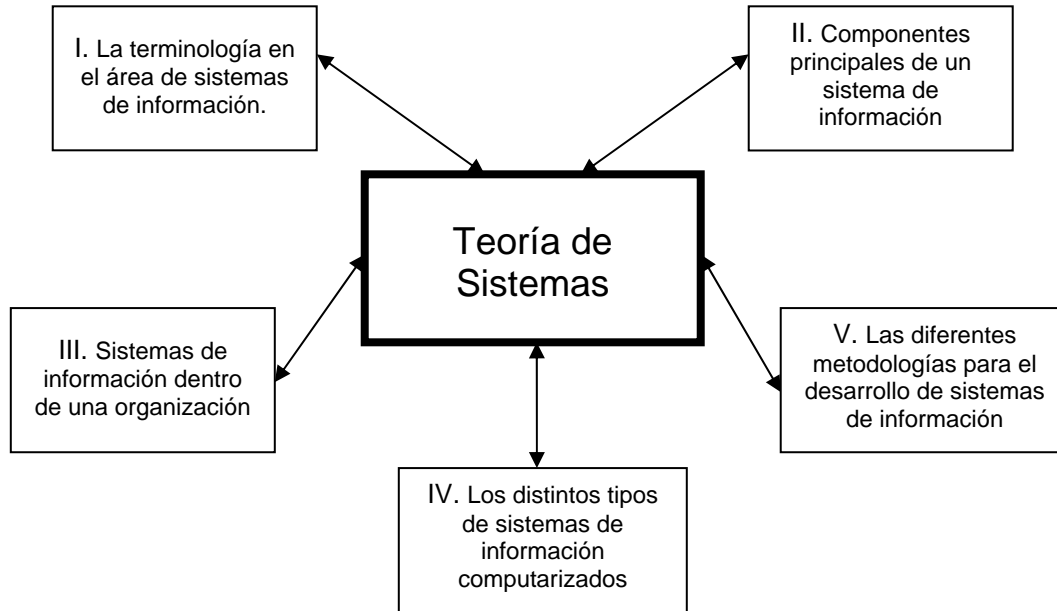 I. La terminología en
el área de sistemas
de información.
II. Componentes
principales de un
sistema de
información
Teoría de
Sistemas
III. Sistemas de
información dentro
de una organización
V. Las diferentes
metodologías para el
desarrollo de sistemas
de información
IV. Los distintos tipos
de sistemas de
información
computarizados